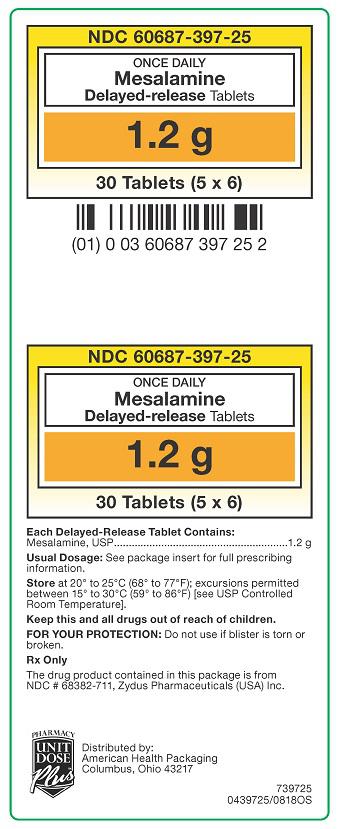 NDC 60687-397-25
ONCE DAILY
Mesalamine
Delayed-release Tablets
1.2 g
30 Tablets (5 x 6)
(01) 0 03 60687 397 25 2
NDC 60687-397-25
ONCE DAILY
Mesalamine
Delayed-release Tablets
1.2 g
30 Tablets (5 x 6)
Each Delayed-Release Tablet Contains:
Mesalamine, USP.........................................................1.2 g
Usual Dosage: See package insert for full prescribing
information.
Store at 20° to 25°C (68° to 77°F); excursions permitted
between 15° to 30°C (59° to 86°F) [see USP Controlled
Room Temperature].
Keep this and all drugs out of reach of children.
FOR YOUR PROTECTION: Do not use if blister is torn or
broken.
Rx Only
The drug product contained in this package is from
NDC # 68382-711, Zydus Pharmaceuticals (USA) Inc.
PHARMACY
UNIT
DOSE
Plus
Distributed by:
American Health Packaging
Columbus, Ohio 43217
739725
0439725/0818OS